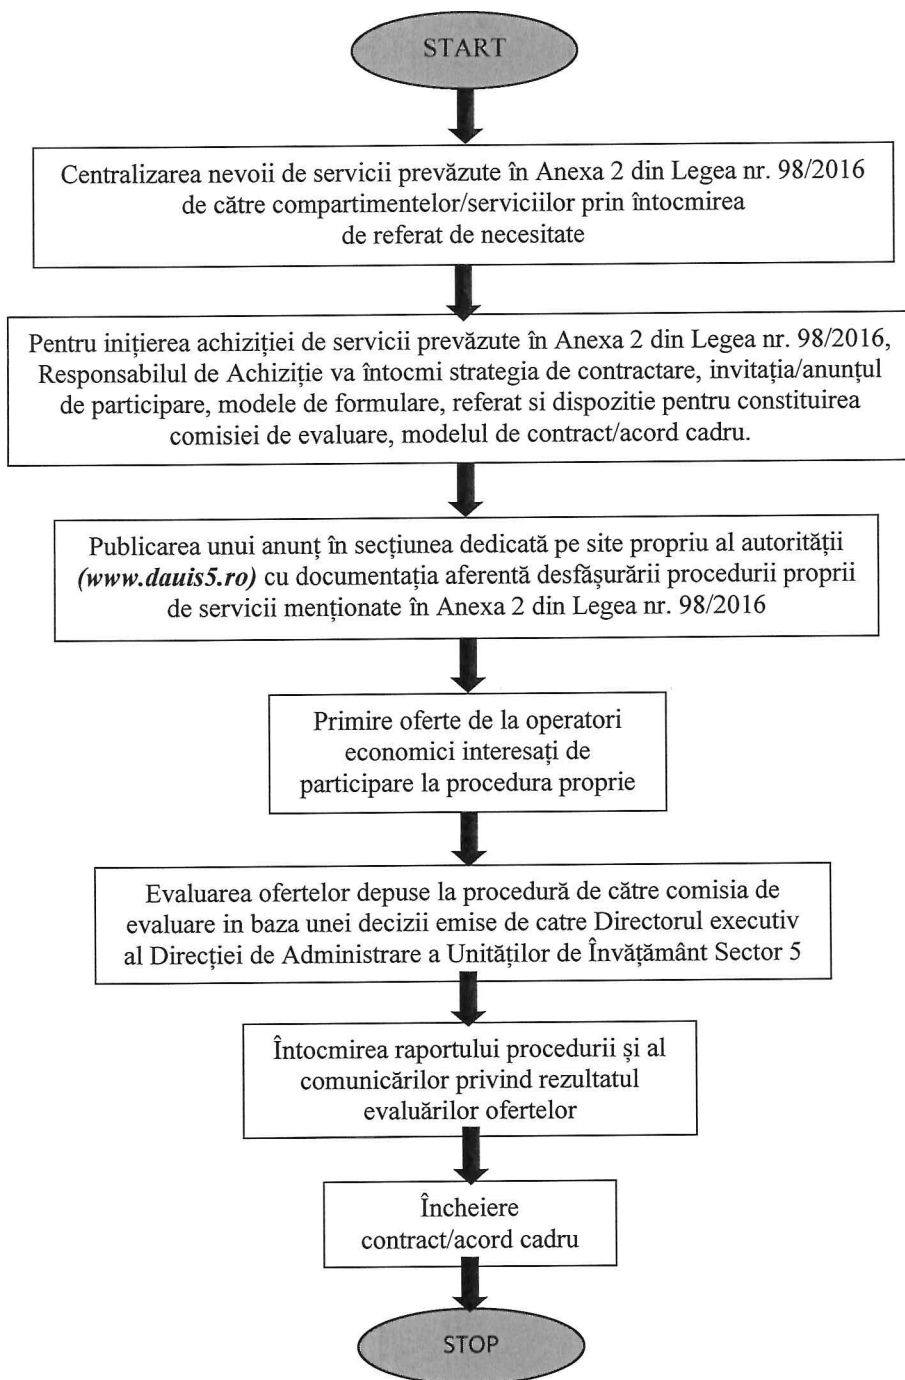 START
Centralizarea nevoii de servicii prevăzute în Anexa 2 din Legea nr. 98/2016
de către compartimentelor/serviciilor prin întocmirea
de referat de necesitate
Pentru inițierea achiziției de servicii prevăzute în Anexa 2 din Legea nr. 98/2016,
Responsabilul de Achiziție va întocmi strategia de contractare, invitația/anunțul
de participare, modele de formulare, referat si dispozitie pentru constituirea
comisiei de evaluare, modelul de contract/acord cadru.
Publicarea unui anunț în secțiunea dedicată pe site propriu al autorității
(www.dauis5.ro) cu documentația aferentă desfășurării procedurii proprii
de servicii menționate în Anexa 2 din Legea nr. 98/2016
Primire oferte de la operatori
economici interesați de
participare la procedura proprie
Evaluarea ofertelor depuse la procedură de către comisia de
evaluare in baza unei decizii emise de catre Directorul executiv
al Direcției de Administrare a Unităților de Învățământ Sector 5
Întocmirea raportului procedurii și al
comunicărilor privind rezultatul
evaluărilor ofertelor
Încheiere
contract/acord cadru
STOP